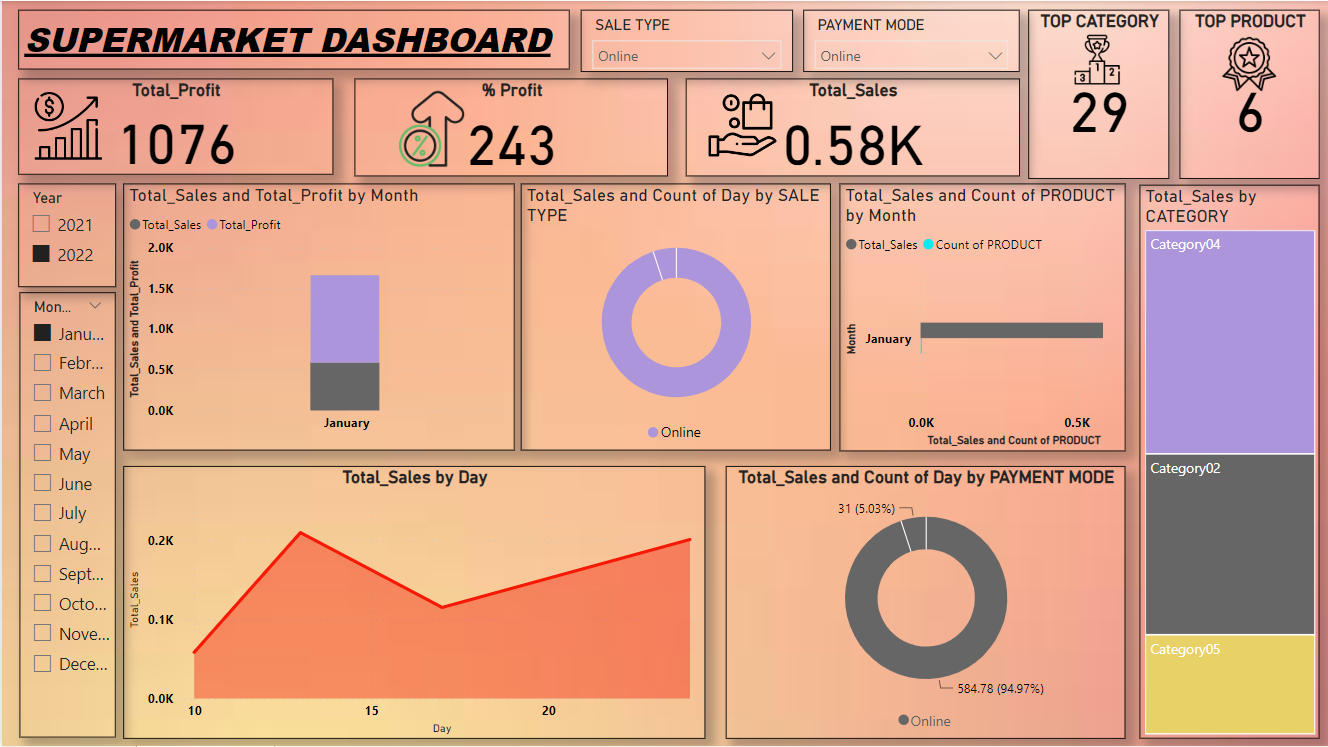 SUPERMARKET DASHBOARD
SALE TYPE
Online
PAYMENT MODE
Online
TOP CATEGORY
1
2
3
29
TOP PRODUCT
6
Total_Profit
$
1076
% Profit
%
243
Total_Sales
0.58K
Year
2021
2022
Mon...
Janu...
Febr...
March
April
May
June
July
Aug...
Sept...
Octo...
Nove...
Dece...
Total_Sales and Total_Profit by Month
Total_Sales Total_Profit
Total_Sales and Total_Profit
2.0K
1.5K
1.0K
0.5K
0.0K
January
Total_Sales and Count of Day by SALE
TYPE
Online
Total_Sales and Count of PRODUCT
by Month
Total_Sales Count of PRODUCT
Month
January
0.0K 0.5K
Total_Sales and Count of PRODUCT
Total_Sales by
CATEGORY
Category04
Category02
Category05
Total_Sales by Day
Total_Sales
0.2K
0.1K
0.0K
10 15 20
Day
Total_Sales and Count of Day by PAYMENT MODE
31 (5.03%)
584.78 (94.97%)
Online